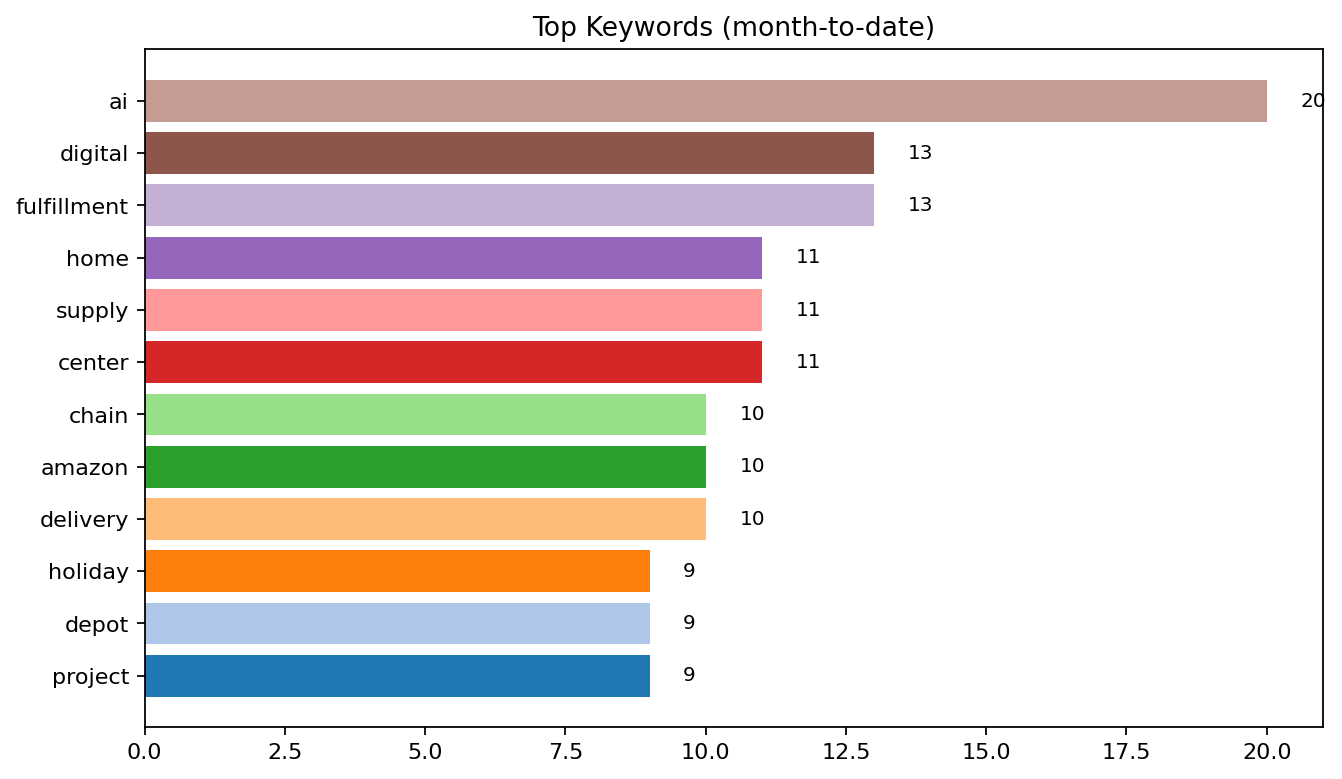 Top Keywords (month-to-date)
ai 20
digital 13
fulfillment 13
home 11
supply 11
center 11
chain 10
amazon 10
delivery 10
holiday 9
depot 9
project 9
0.0 2.5 5.0 7.5 10.0 12.5 15.0 17.5 20.0